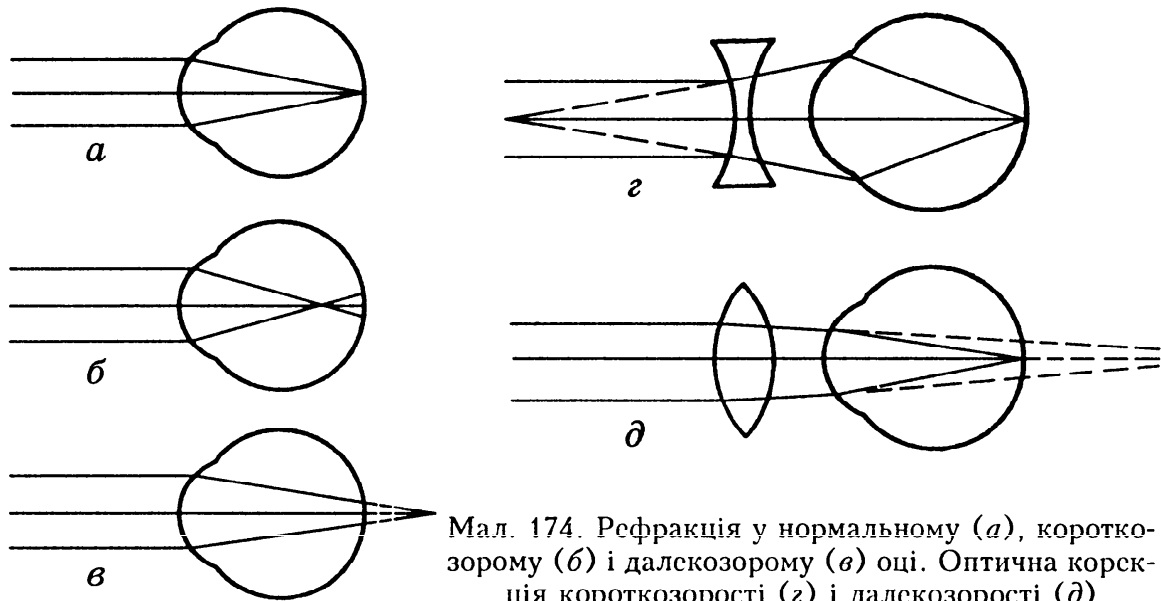 а
г
б
д
в
Мал. 174. Рефракція у нормальному (а), коротко-
зорому (б) і далекозорому (в) оці. Оптична корек-
ція короткозорості (г) і далекозорості (д)